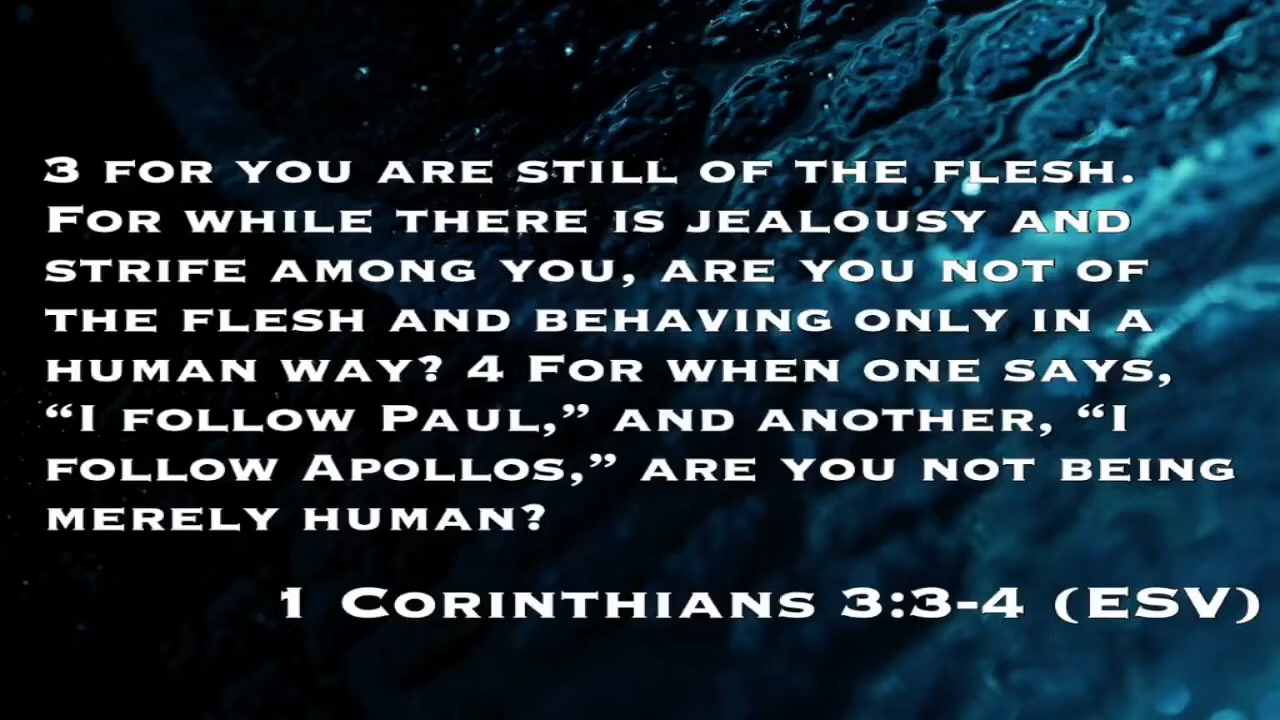 3 for you are still of the flesh.
For while there is jealousy and
strife among you, are you not of
the flesh and behaving only in a
human way? 4 For when one says,
“I follow Paul,” and another, “I
follow Apollos,” are you not being
merely human?
1 Corinthians 3:3-4 (ESV)